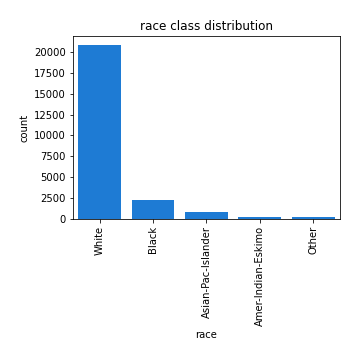 race class distribution
20000
17500
15000
12500
10000
7500
5000
2500
0
count
White
Black
Asian-Pac-Islander
Amer-Indian-Eskimo
Other
race